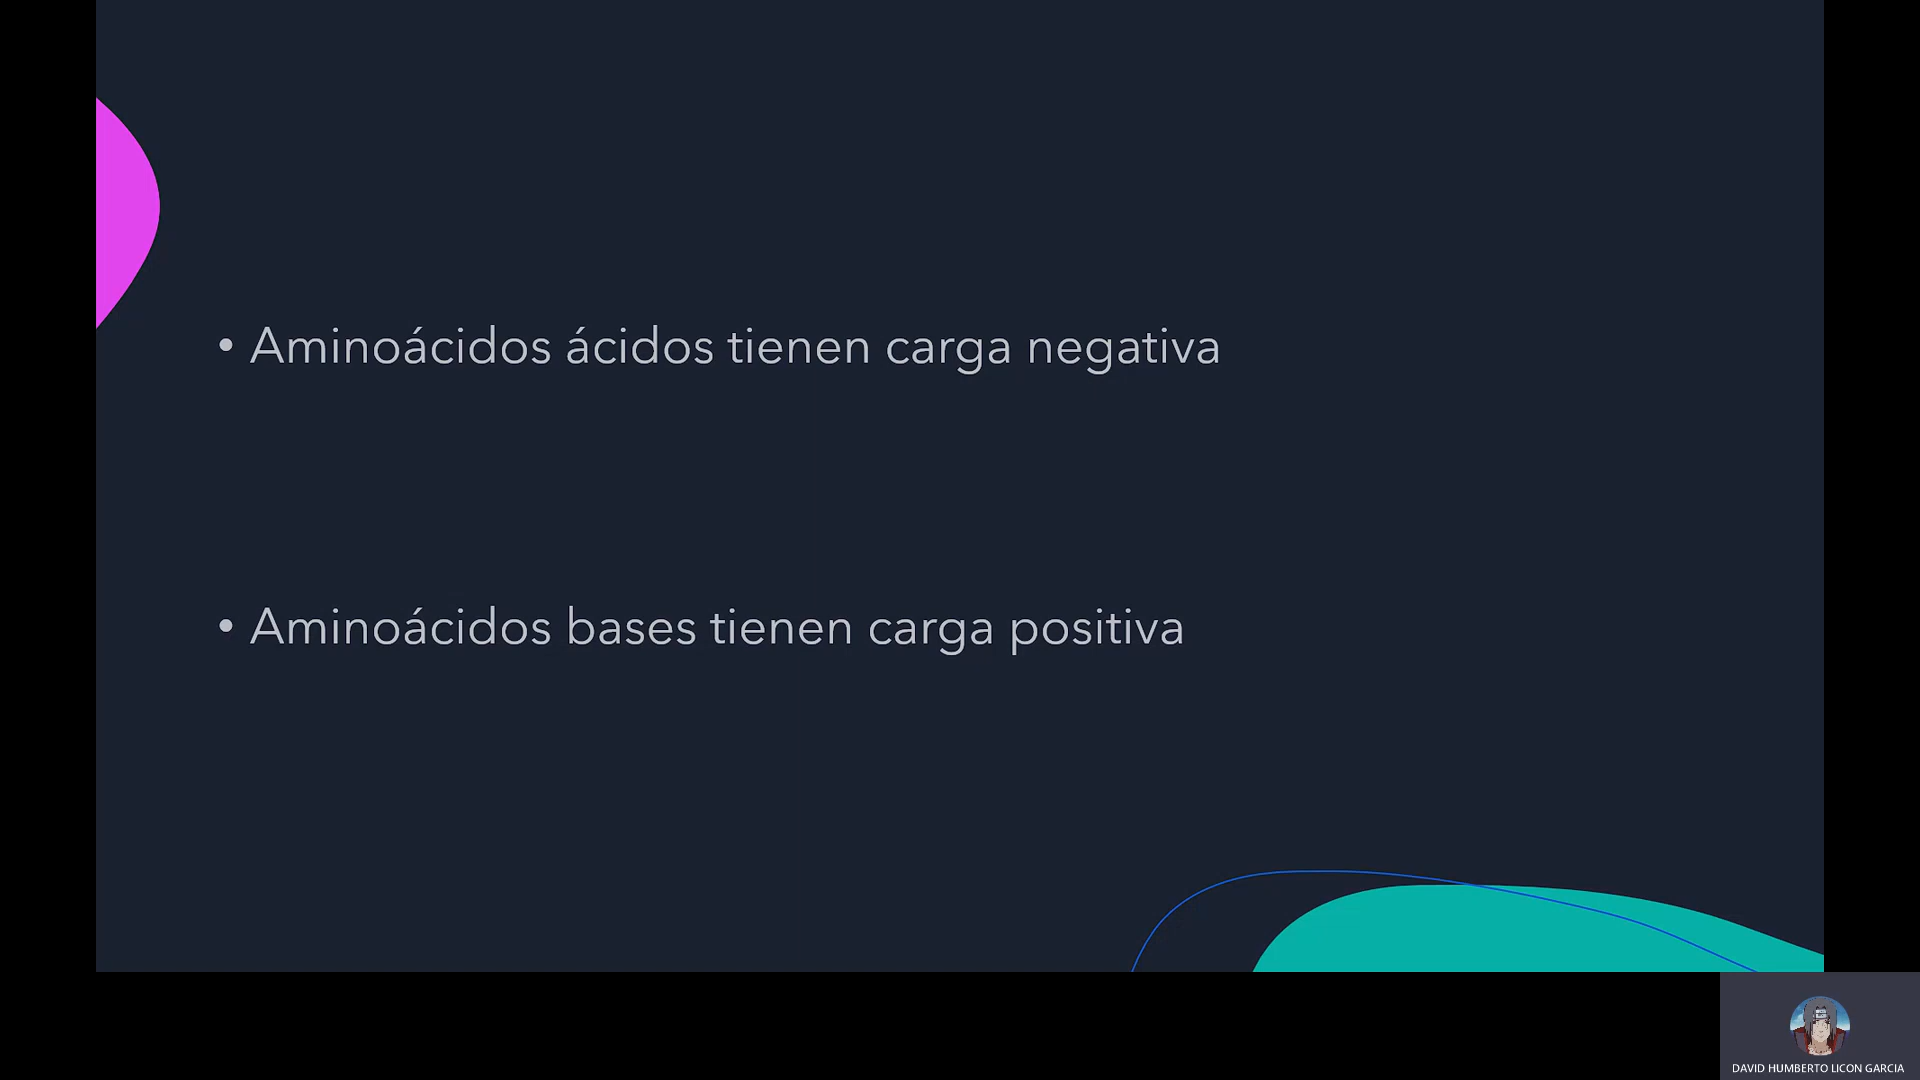 • Aminoácidos ácidos tienen carga negativa
• Aminoácidos bases tienen carga positiva
DAVID HUMBERTO LICON GARCIA